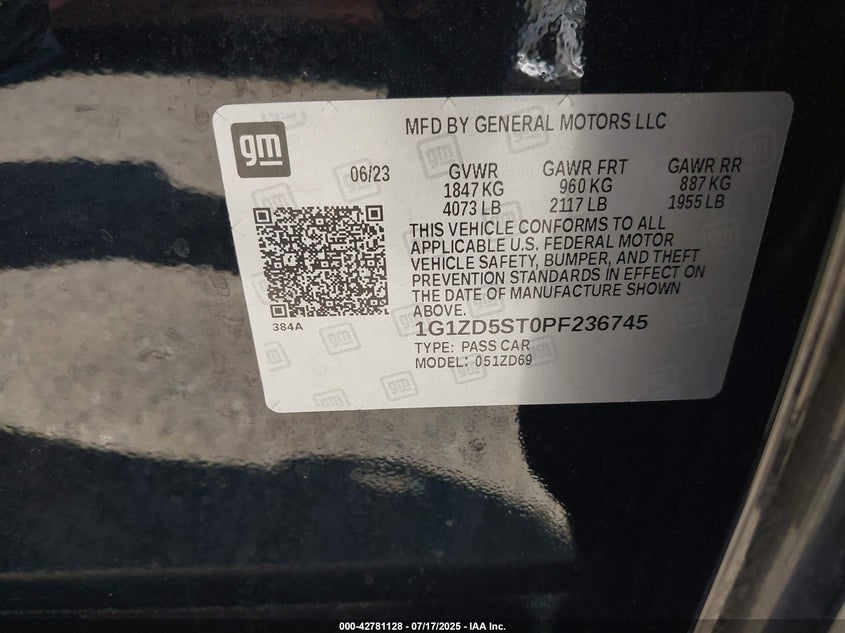 gm
MFD BY GENERAL MOTORS LLC
06/23
GVWR GAWR FRT GAWR RR
1847 KG 960 KG 887 KG
4073 LB 2117 LB 1955 LB
THIS VEHICLE CONFORMS TO ALL
APPLICABLE U.S. FEDERAL MOTOR
VEHICLE SAFETY, BUMPER, AND THEFT
PREVENTION STANDARDS IN EFFECT ON
THE DATE OF MANUFACTURE SHOWN
ABOVE.
384A
1G1ZD5ST0PF236745
TYPE: PASS CAR
MODEL: 051ZD69
000-42781128 - 07/17/2025 - IAA Inc.